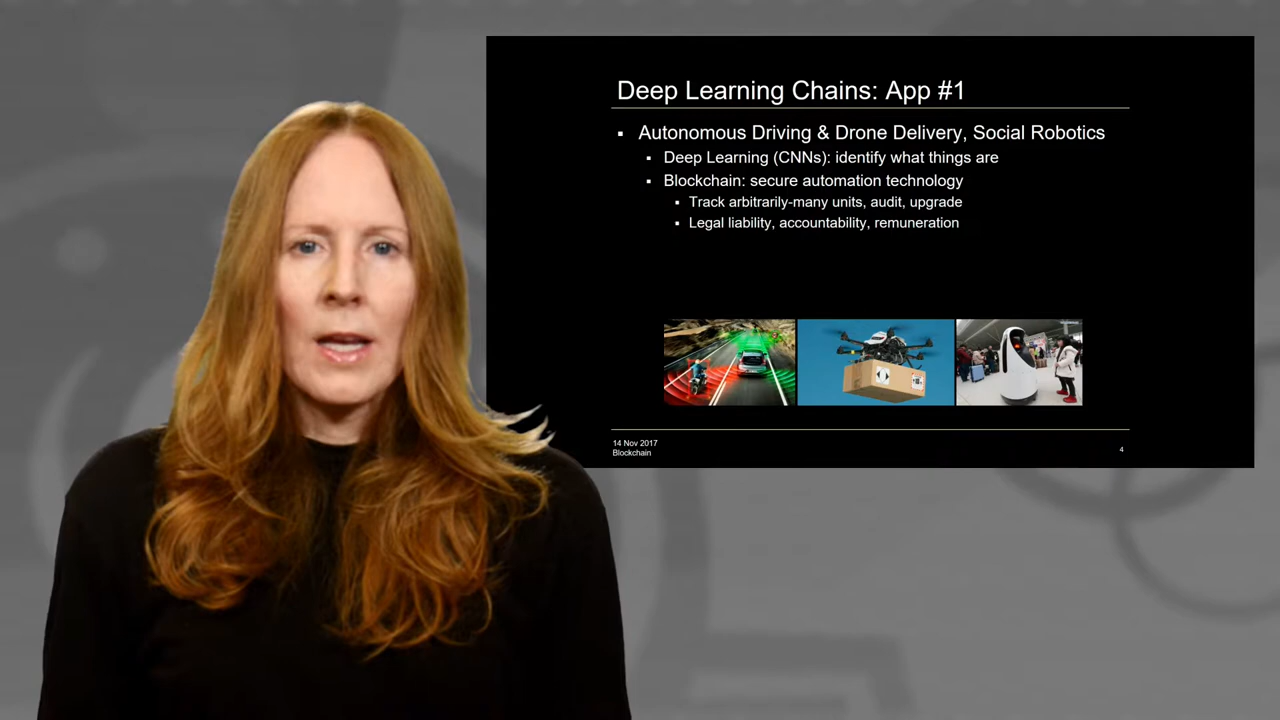 Deep Learning Chains: App #1
▪ Autonomous Driving & Drone Delivery, Social Robotics
▪ Deep Learning (CNNs): identify what things are
▪ Blockchain: secure automation technology
▪ Track arbitrarily-many units, audit, upgrade
▪ Legal liability, accountability, remuneration
14 Nov 2017
Blockchain
4